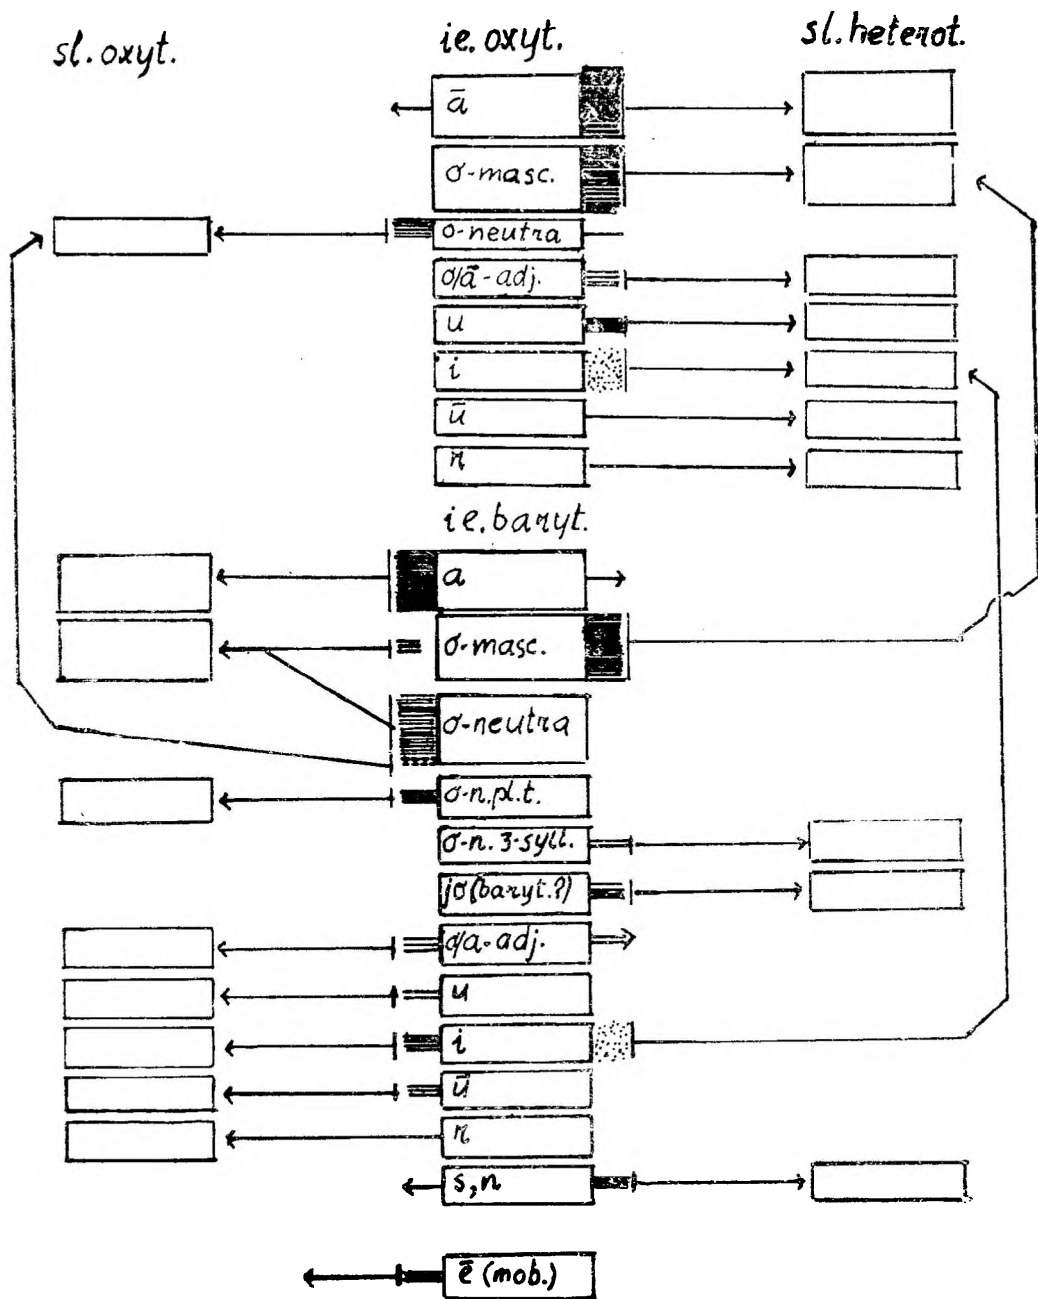 sl. oxyt.
ie. oxyt.
sl. heterot.
ā
o-masc.
o-neutra
o/ā-adj.
u
i
ū
r
ie. baryt.
a
o-masc.
o-neutra
o-n.pl.t.
o-n. 3-syll.
jo (baryt.?)
o/a-adj.
u
i
ū
r
s, n
ē (mob.)